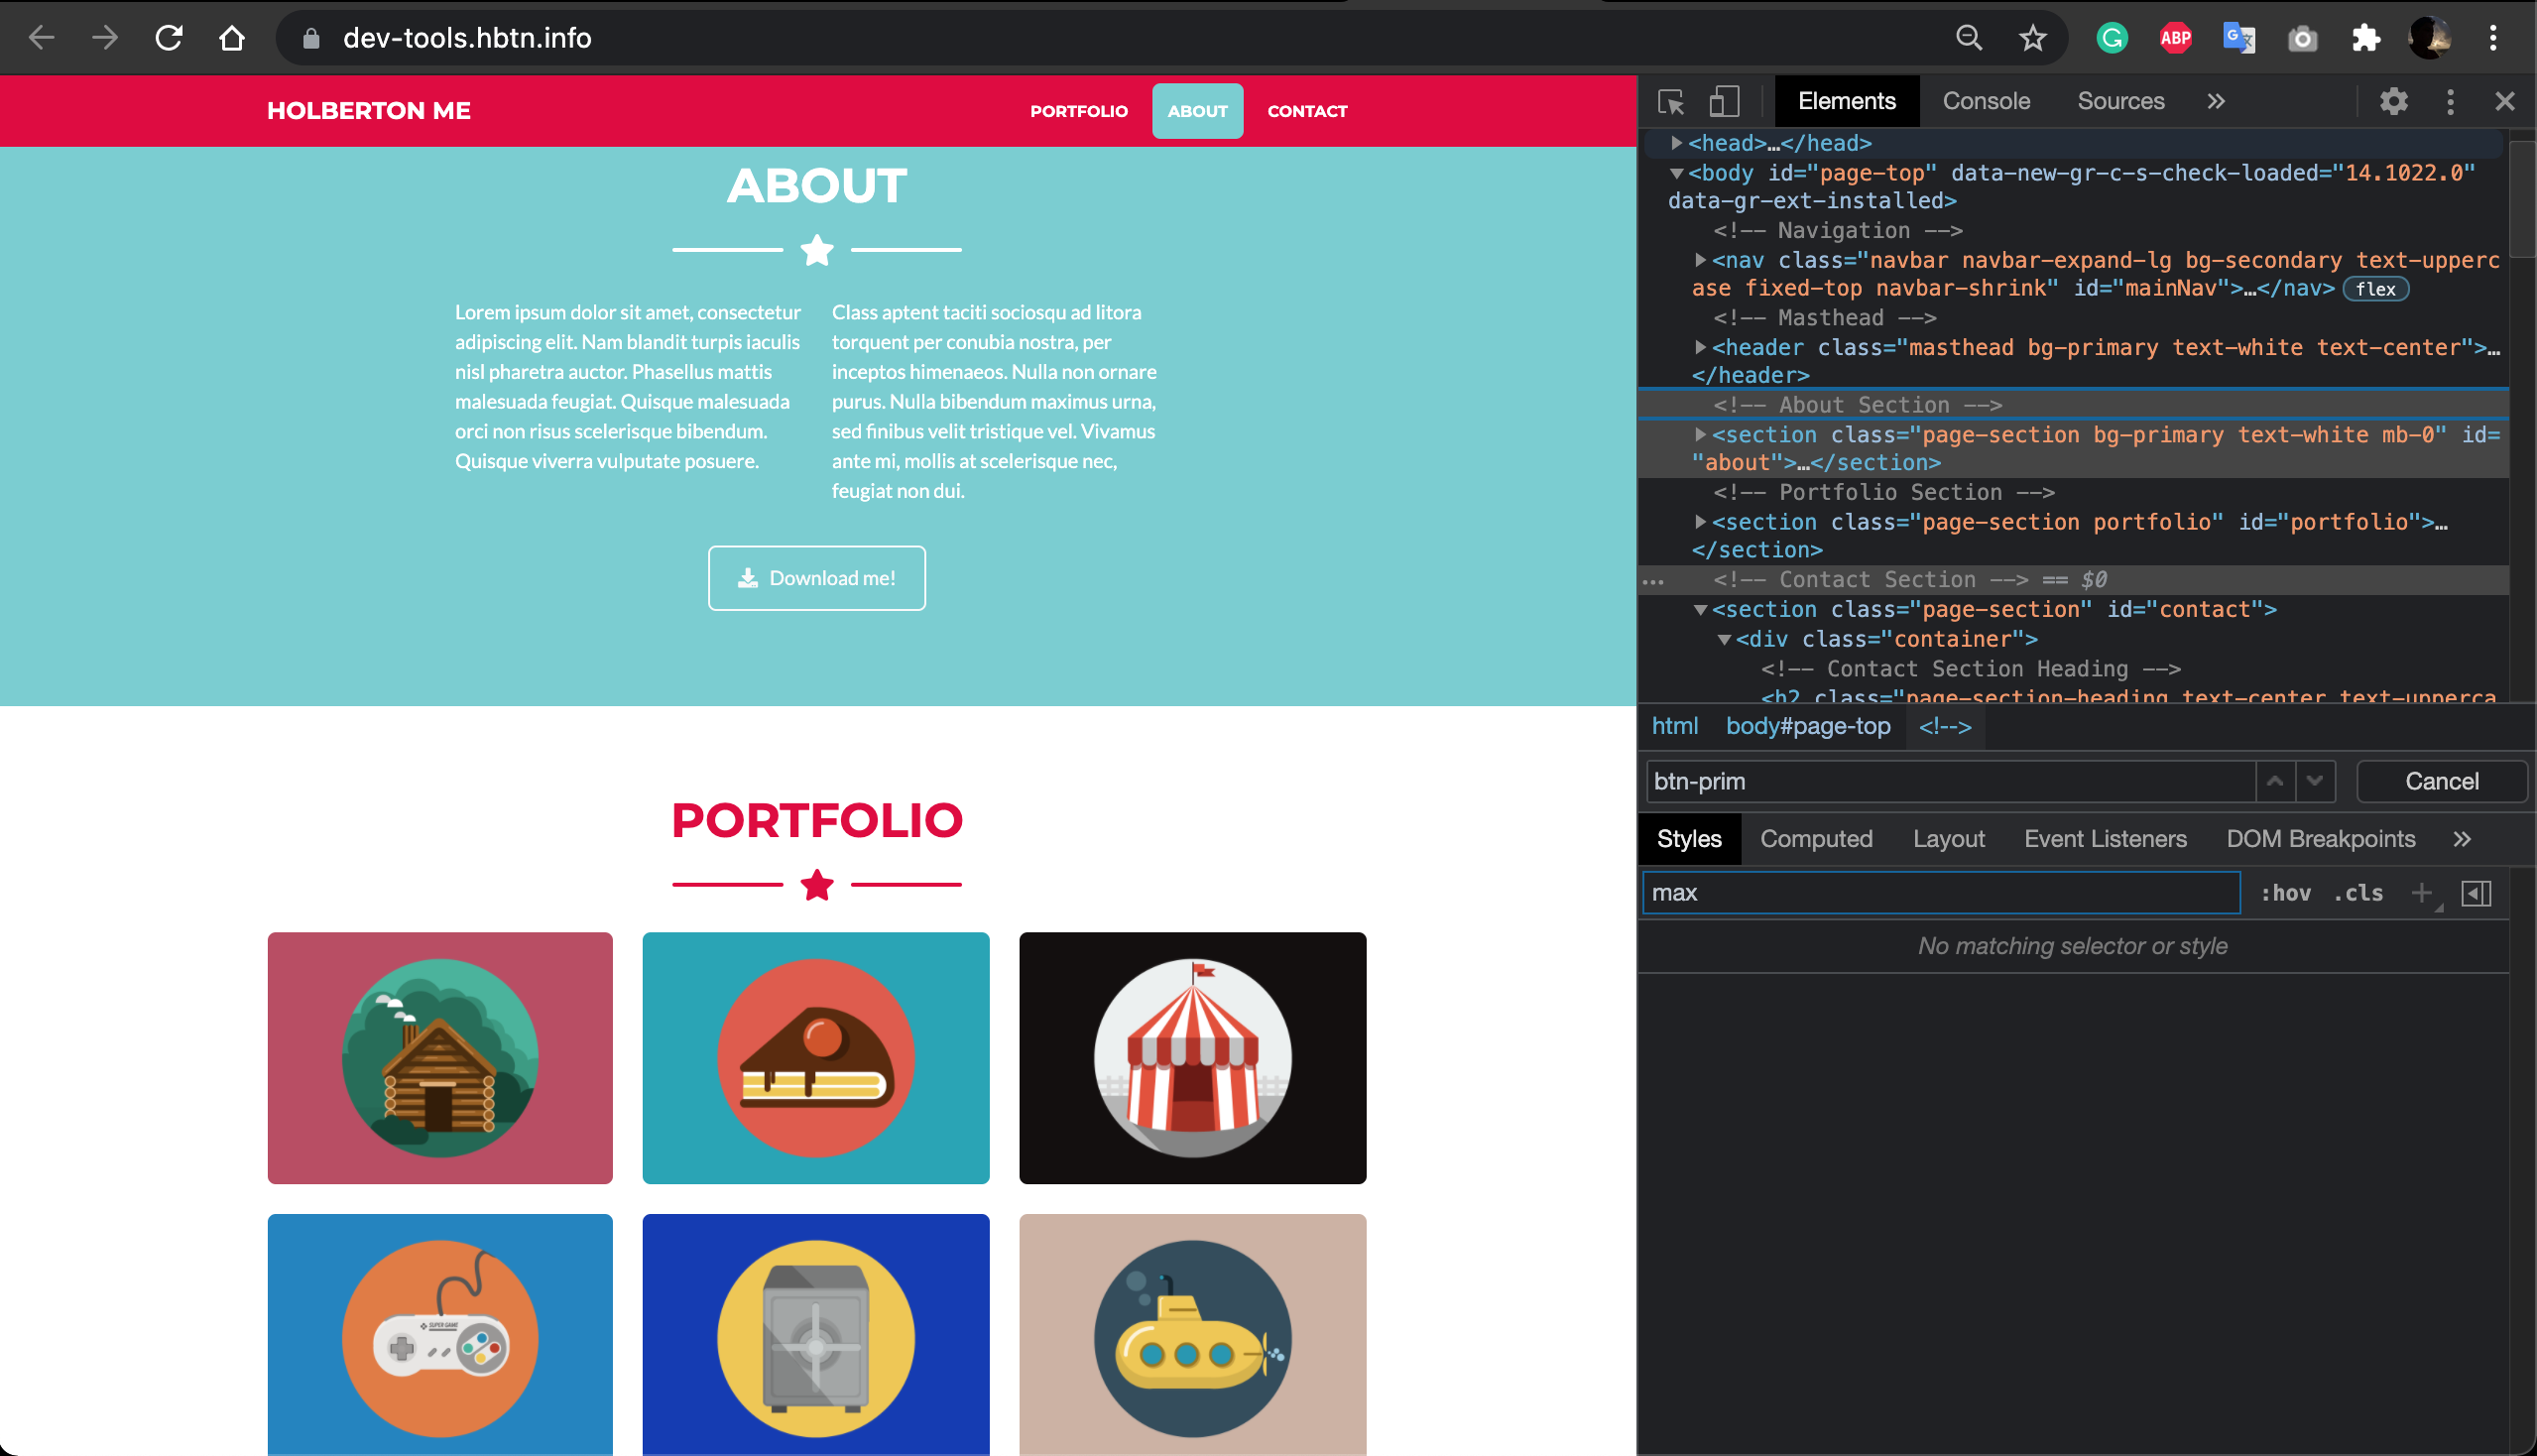 dev-tools.hbtn.info
ABP
HOLBERTON ME
PORTFOLIO ABOUT CONTACT
ABOUT
Lorem ipsum dolor sit amet, consectetur
adipiscing elit. Nam blandit turpis iaculis
nisl pharetra auctor. Phasellus mattis
malesuada feugiat. Quisque malesuada
orci non risus scelerisque bibendum.
Quisque viverra vulputate posuere.
Class aptent taciti sociosqu ad litora
torquent per conubia nostra, per
inceptos himenaeos. Nulla non ornare
purus. Nulla bibendum maximus urna,
sed finibus velit tristique vel. Vivamus
ante mi, mollis at scelerisque nec,
feugiat non dui.
Download me!
PORTFOLIO
SUPER GAME
Elements Console Sources »
<head>…</head>
<body id="page-top" data-new-gr-c-s-check-loaded="14.1022.0"
data-gr-ext-installed>
<!-- Navigation -->
<nav class="navbar navbar-expand-lg bg-secondary text-upperc
ase fixed-top navbar-shrink" id="mainNav">…</nav> flex
<!-- Masthead -->
<header class="masthead bg-primary text-white text-center">…
</header>
<!-- About Section -->
<section class="page-section bg-primary text-white mb-0" id=
"about">…</section>
<!-- Portfolio Section -->
<section class="page-section portfolio" id="portfolio">…
</section>
… <!-- Contact Section --> == $0
<section class="page-section" id="contact">
<div class="container">
<!-- Contact Section Heading -->
<h2 class="page-section-heading text-center text-upperca
html body#page-top <!-->
btn-prim Cancel
Styles Computed Layout Event Listeners DOM Breakpoints »
max :hov .cls +
No matching selector or style